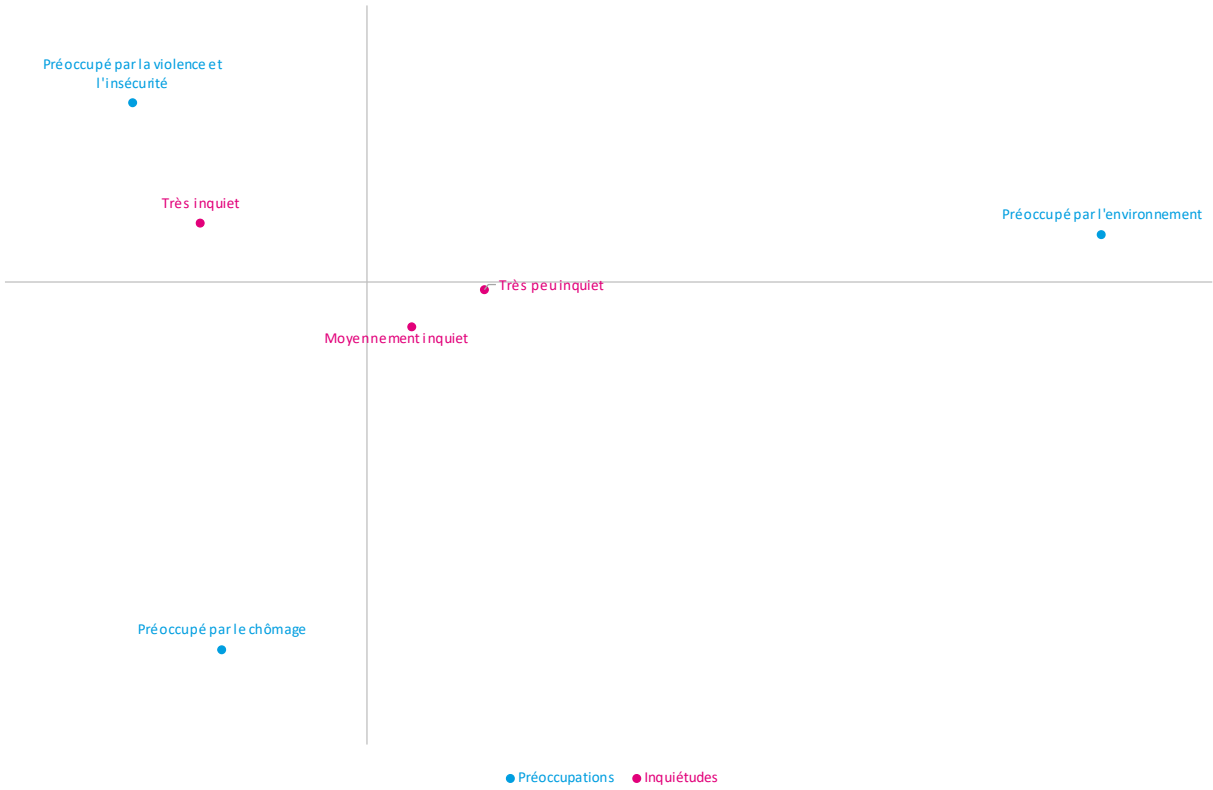 Préoccupé par la violence et
l'insécurité
Très inquiet
Préoccupé par l'environnement
Très peu inquiet
Moyennement inquiet
Préoccupé par le chômage
Préoccupations
Inquiétudes